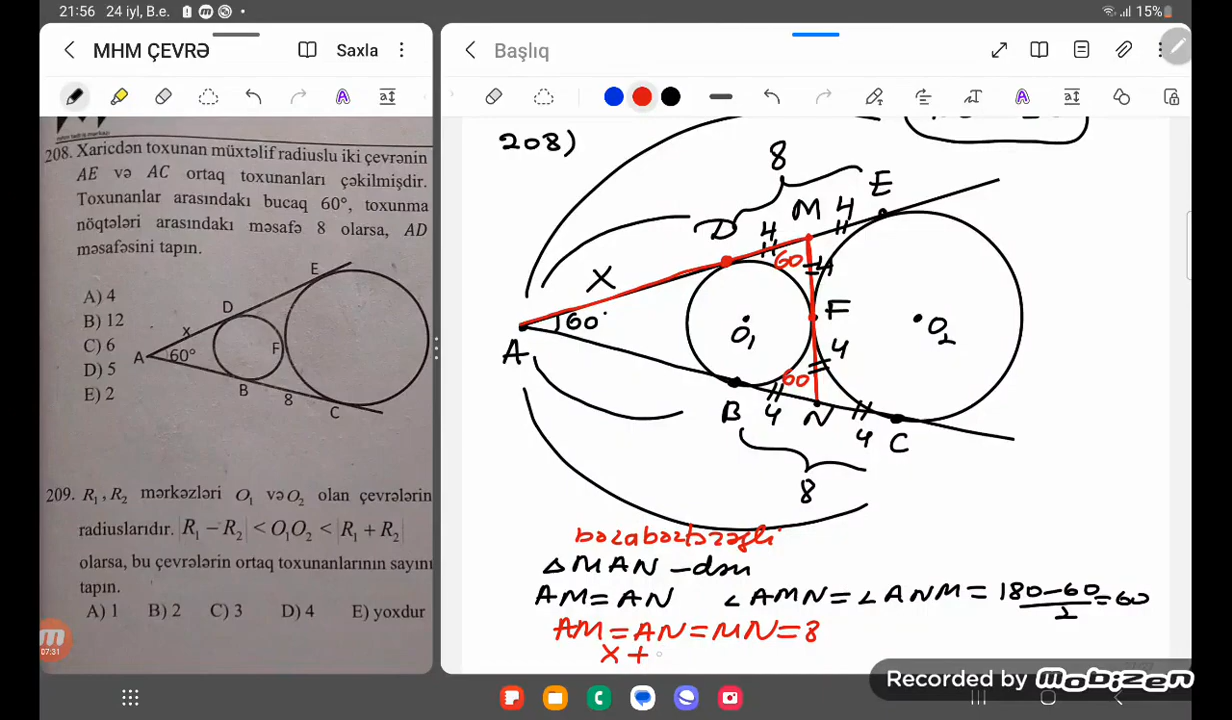 21:56 24 iyl, B.e.
15%
MHM ÇEVRƏ Saxla
Başlıq
208. Xaricdən toxunan müxtəlif radiuslu iki çevrənin
AE və AC ortaq toxunanları çəkilmişdir.
Toxunanlar arasındakı bucaq 60°, toxunma
nöqtələri arasındakı məsafə 8 olarsa, AD
məsafəsini tapın.
E
A) 4
D
B) 12
x
C) 6
F
A 60°
D) 5
B 8 C
E) 2
209. R₁, R₂ mərkəzləri O₁ və O₂ olan çevrələrin
radiuslarıdır. |R₁ − R₂| < O₁O₂ < |R₁ + R₂|
olarsa, bu çevrələrin ortaq toxunanlarının sayını
tapın.
A) 1 B) 2 C) 3 D) 4 E) yoxdur
07:31
208)
8
E
D 4 M 4
60 4
X
60°
F
A O₁ O₂
4
60
B 4 N 4 C
8
bərabərtərəfli
△MAN-dən
AM = AN ∠AMN = ∠ANM = 180-60/2 = 60
AM = AN = MN = 8
X +
Recorded by mobizen